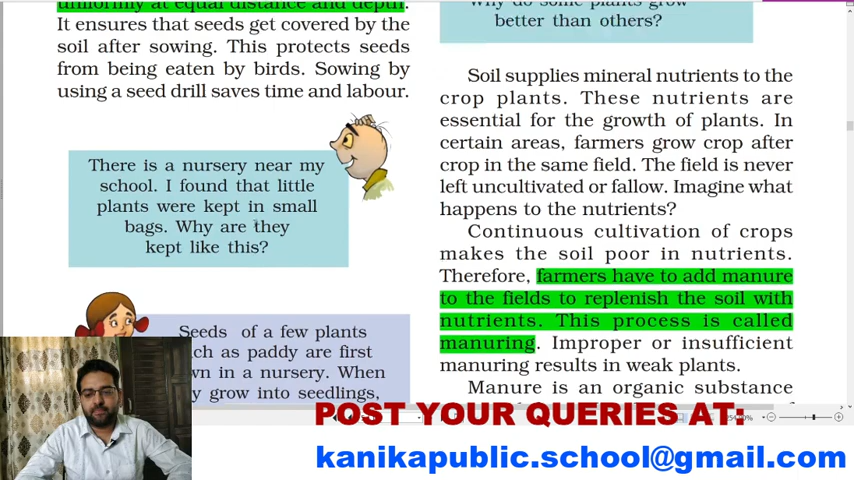 uniformly at equal distance and depth.
It ensures that seeds get covered by the
soil after sowing. This protects seeds
from being eaten by birds. Sowing by
using a seed drill saves time and labour.
There is a nursery near my
school. I found that little
plants were kept in small
bags. Why are they
kept like this?
Seeds of a few plants
such as paddy are first
grown in a nursery. When
they grow into seedlings,
Why do some plants grow
better than others?
Soil supplies mineral nutrients to the
crop plants. These nutrients are
essential for the growth of plants. In
certain areas, farmers grow crop after
crop in the same field. The field is never
left uncultivated or fallow. Imagine what
happens to the nutrients?
Continuous cultivation of crops
makes the soil poor in nutrients.
Therefore, farmers have to add manure
to the fields to replenish the soil with
nutrients. This process is called
manuring. Improper or insufficient
manuring results in weak plants.
Manure is an organic substance
POST YOUR QUERIES AT:
kanikapublic.school@gmail.com